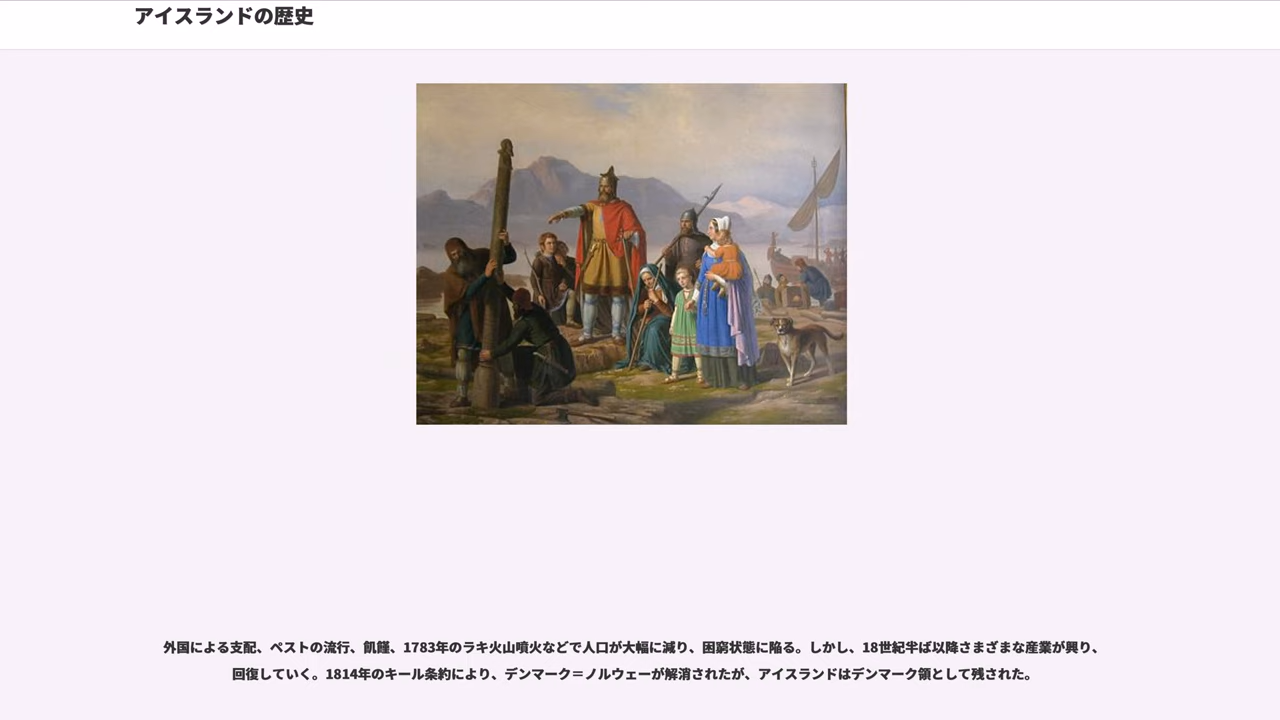 アイスランドの歴史
外国による支配、ペストの流行、飢饉、1783年のラキ火山噴火などで人口が大幅に減り、困窮状態に陥る。しかし、18世紀半ば以降さまざまな産業が興り、
回復していく。1814年のキール条約により、デンマーク＝ノルウェーが解消されたが、アイスランドはデンマーク領として残された。